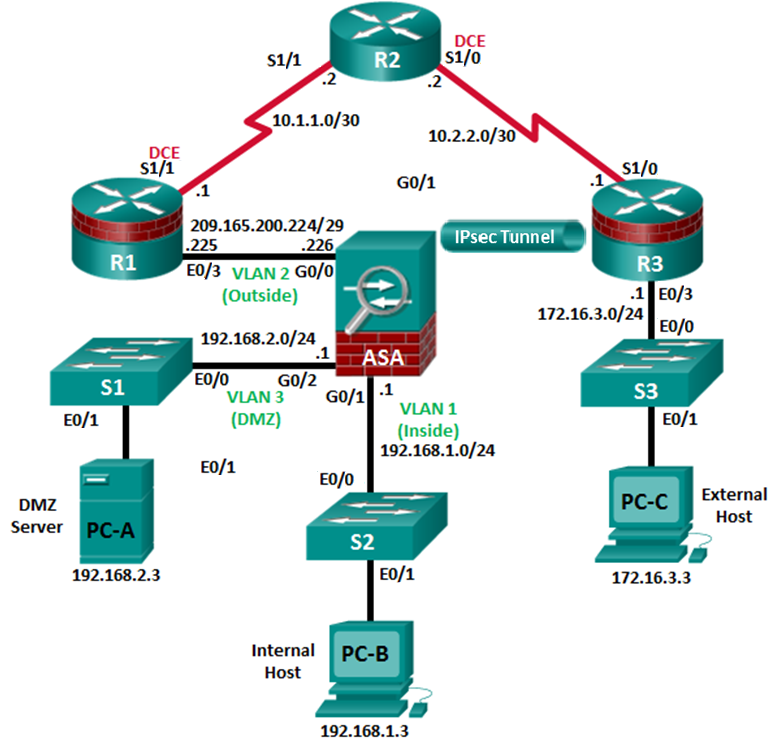 R2
DCE
S1/1
S1/0
.2
.2
10.1.1.0/30
10.2.2.0/30
DCE
S1/1
.1
G0/1
S1/0
.1
R1
209.165.200.224/29
.225
.226
E0/3
VLAN 2
(Outside)
G0/0
IPsec Tunnel
R3
.1
E0/3
172.16.3.0/24
E0/0
192.168.2.0/24
.1
ASA
S1
E0/0
G0/2
VLAN 3
(DMZ)
G0/1
.1
VLAN 1
(Inside)
192.168.1.0/24
S3
E0/1
E0/1
E0/1
E0/0
DMZ
Server
PC-A
192.168.2.3
S2
E0/1
PC-C
External
Host
172.16.3.3
Internal
Host
PC-B
192.168.1.3